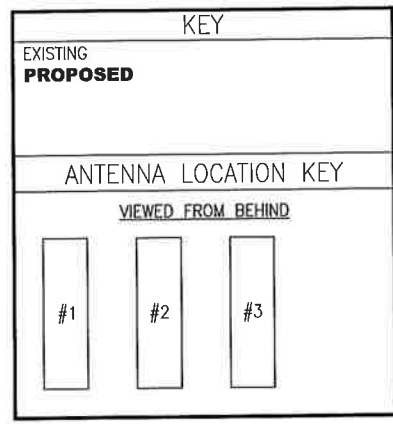 KEY
EXISTING
PROPOSED
ANTENNA LOCATION KEY
VIEWED FROM BEHIND
#1 #2 #3